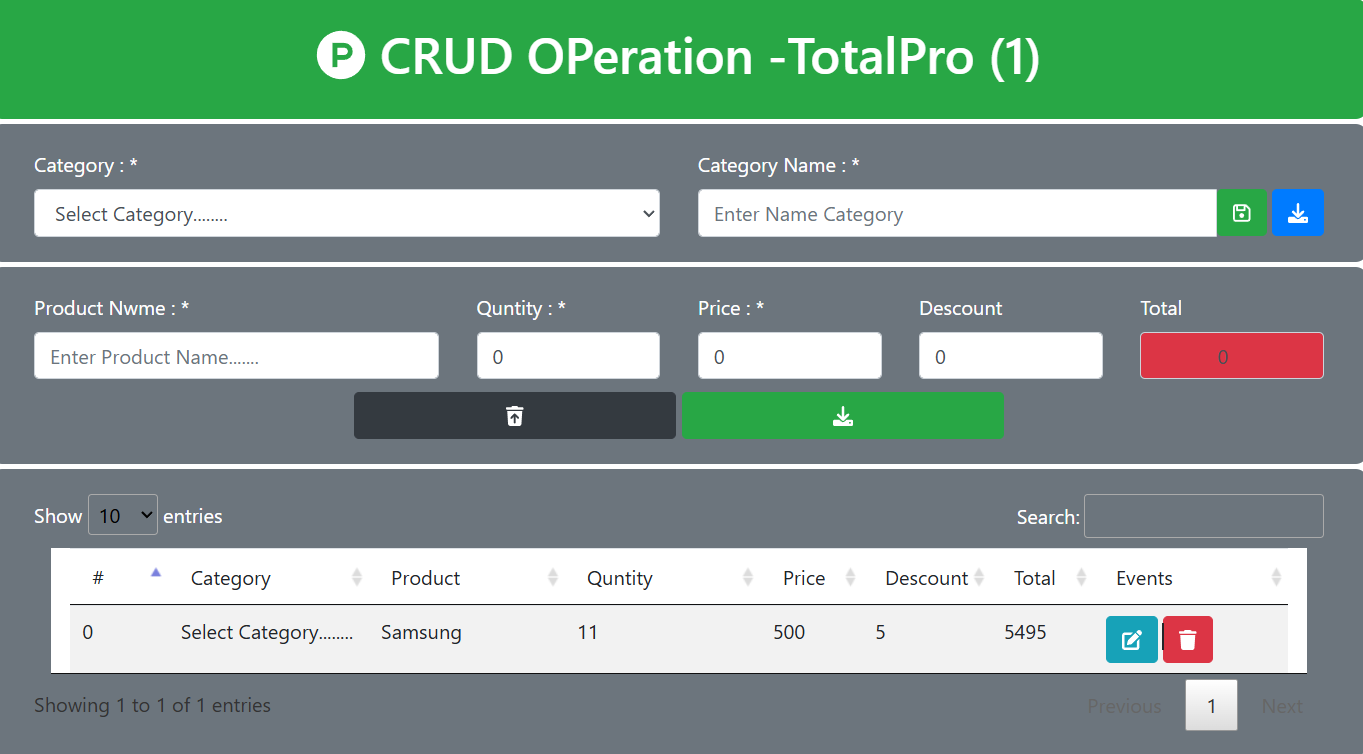 P CRUD OPeration -TotalPro (1)
Category : * Category Name : *
Select Category........ Enter Name Category
Product Nwme : * Quntity : * Price : * Descount Total
Enter Product Name....... 0 0 0 0
Show 10 entries Search:
# Category Product Quntity Price Descount Total Events
0 Select Category........ Samsung 11 500 5 5495
Showing 1 to 1 of 1 entries Previous 1 Next